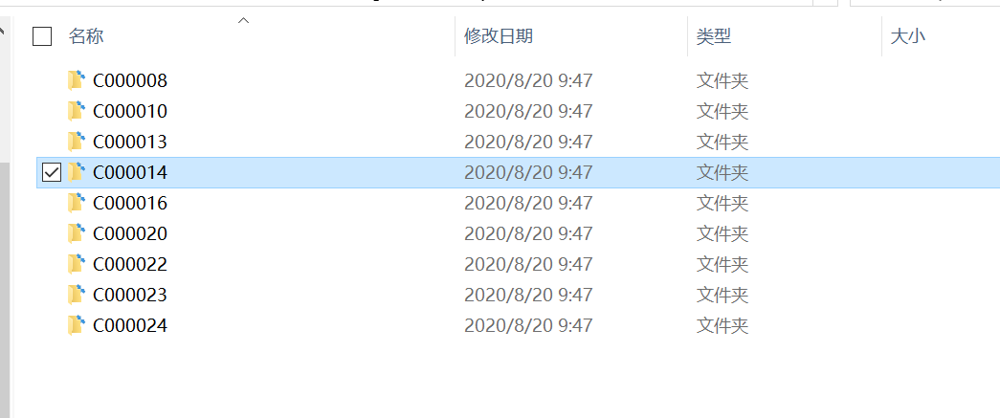 名称 修改日期 类型 大小
C000008 2020/8/20 9:47 文件夹
C000010 2020/8/20 9:47 文件夹
C000013 2020/8/20 9:47 文件夹
C000014 2020/8/20 9:47 文件夹
C000016 2020/8/20 9:47 文件夹
C000020 2020/8/20 9:47 文件夹
C000022 2020/8/20 9:47 文件夹
C000023 2020/8/20 9:47 文件夹
C000024 2020/8/20 9:47 文件夹